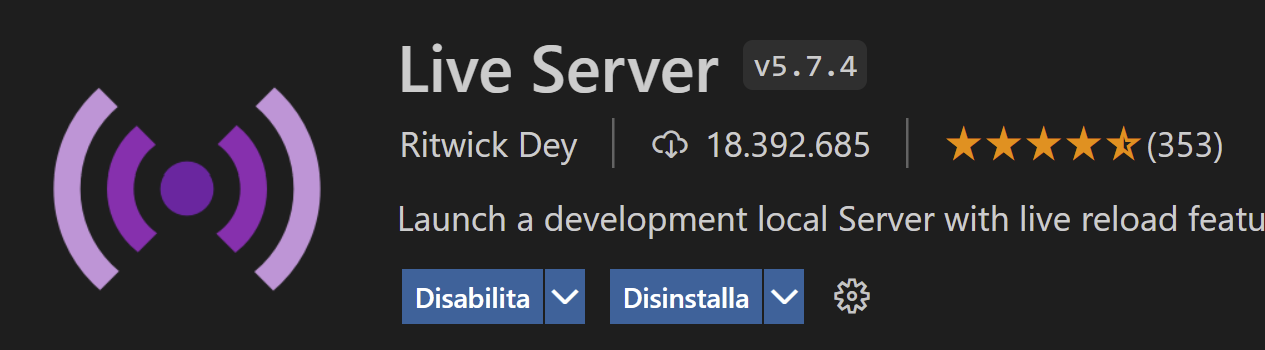 Live Server v5.7.4
Ritwick Dey 18.392.685 (353)
Launch a development local Server with live reload featu
Disabilita Disinstalla